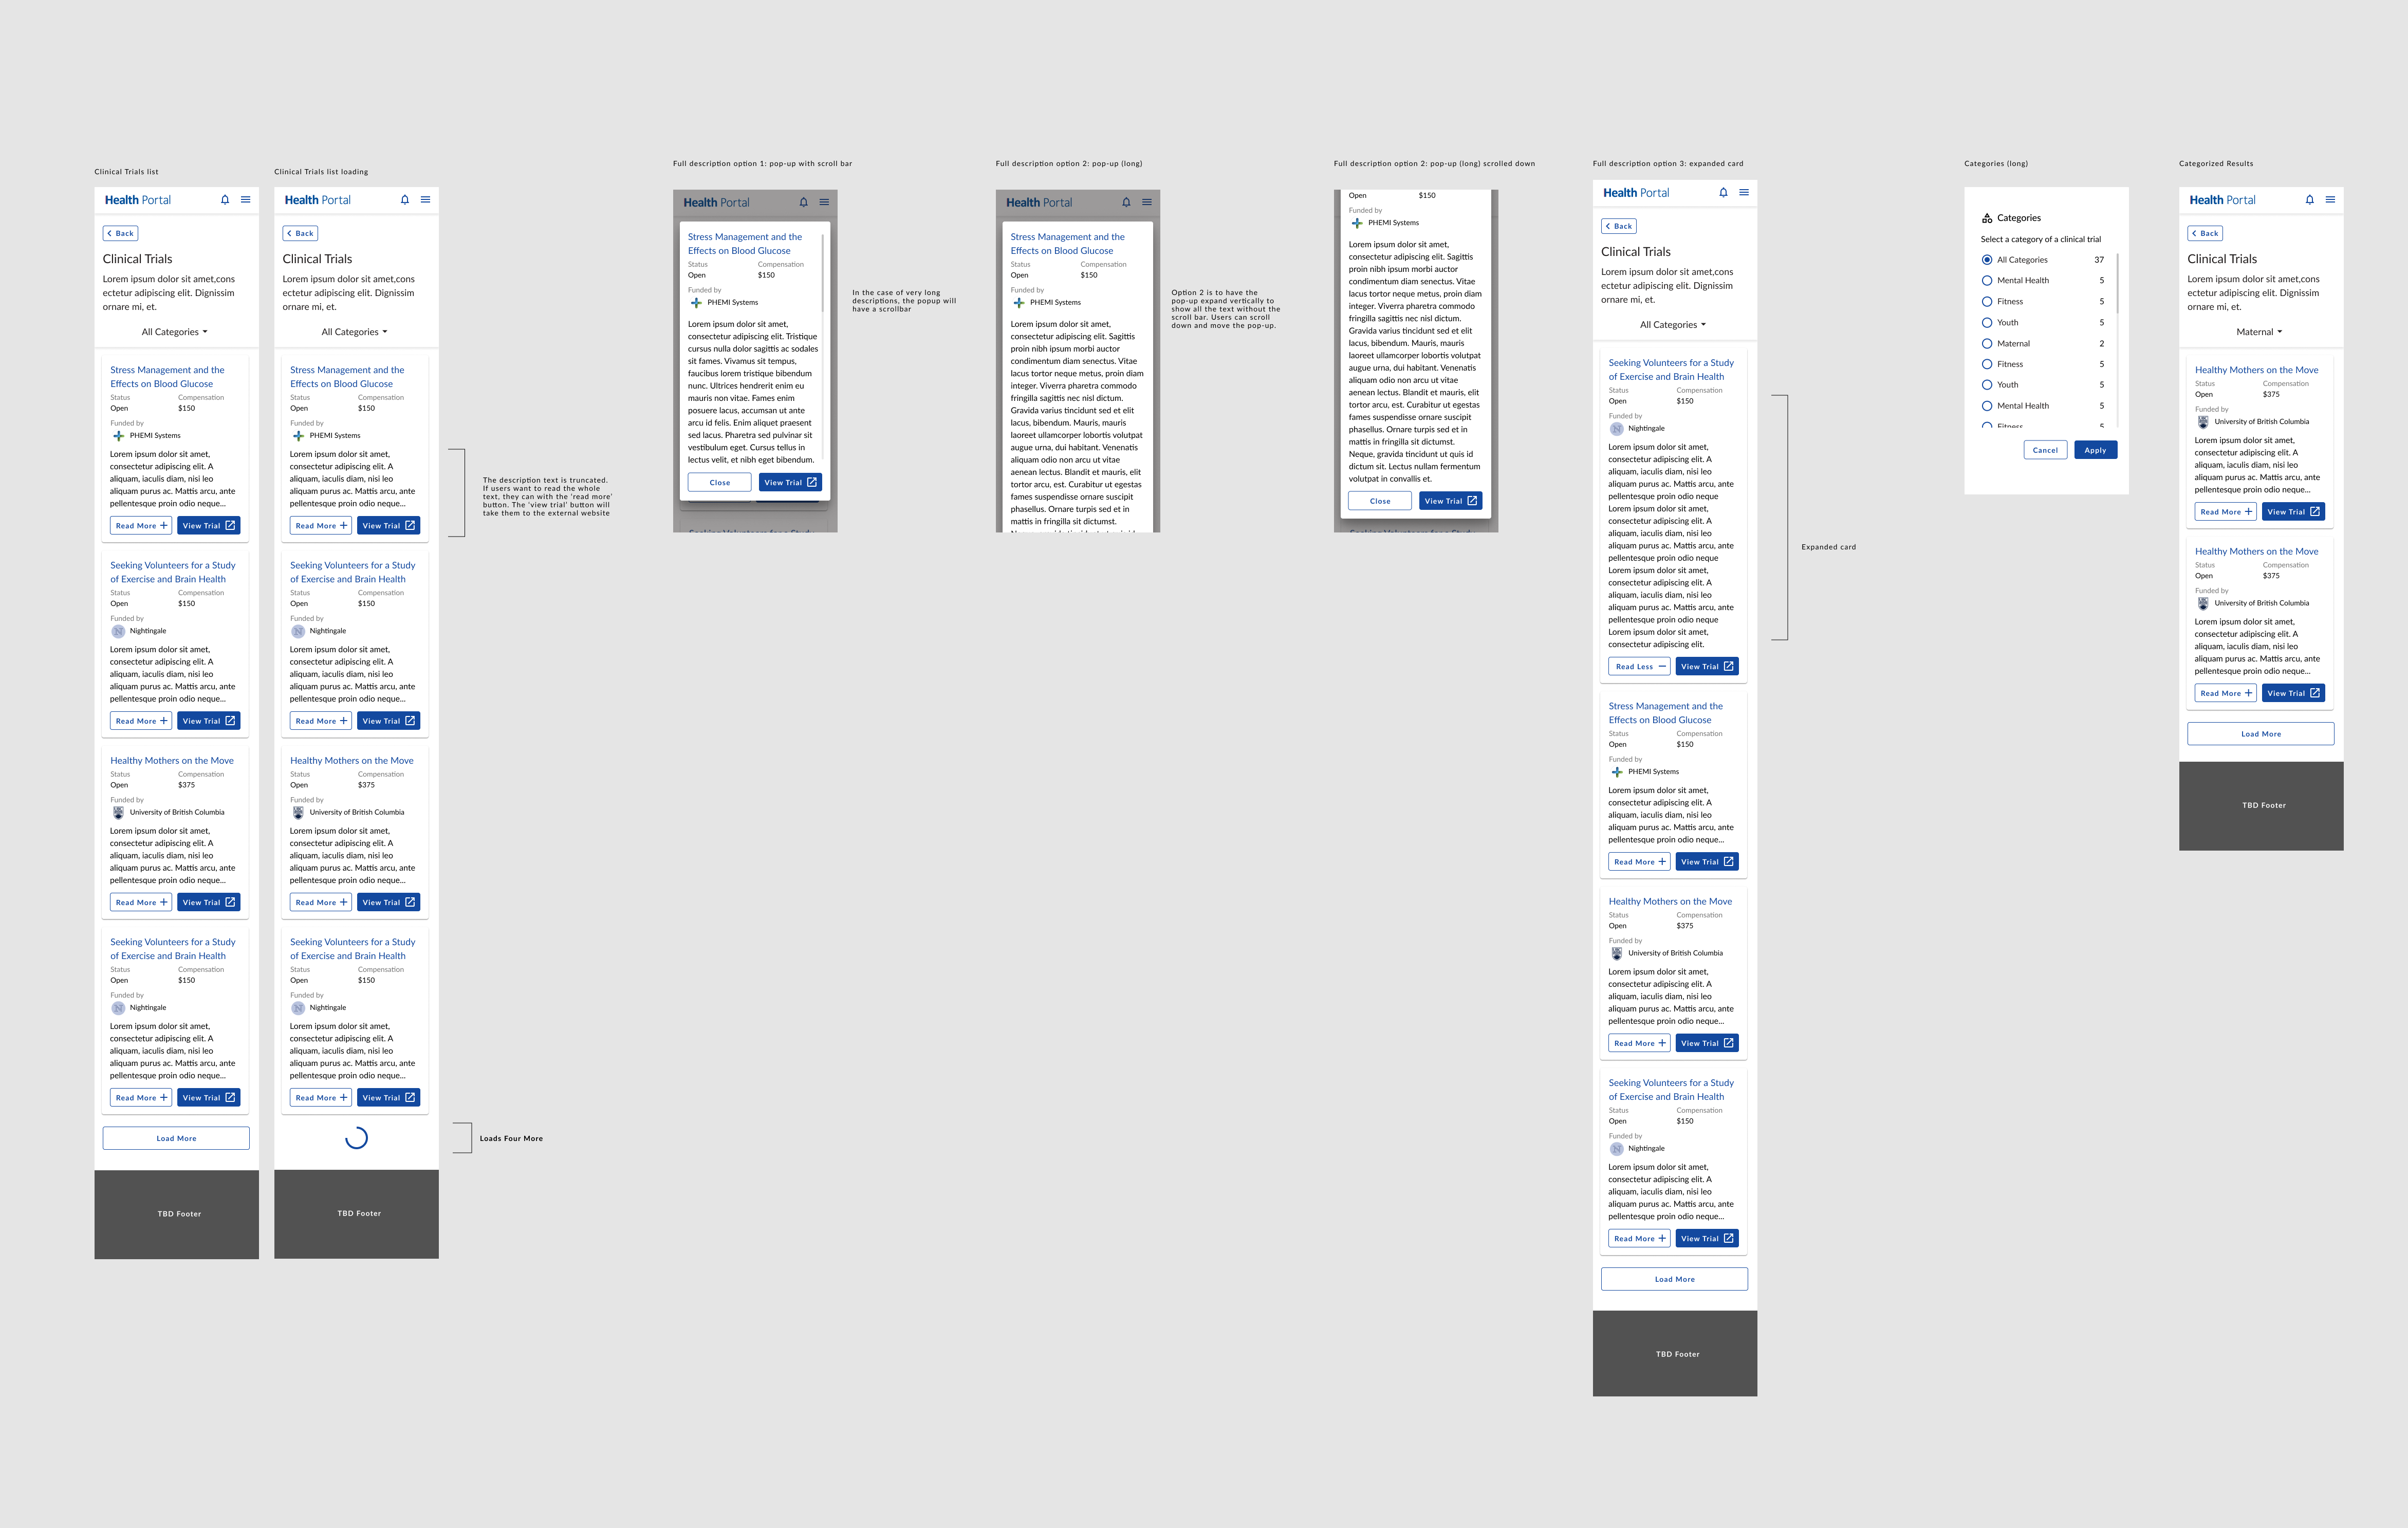 Clinical Trials list
Health Portal
Back
Clinical Trials
Lorem ipsum dolor sit amet,cons
ectetur adipiscing elit. Dignissim
ornare mi, et.
All Categories
Stress Management and the
Effects on Blood Glucose
Status Compensation
Open $150
Funded by
PHEMI Systems
Lorem ipsum dolor sit amet,
consectetur adipiscing elit. A
aliquam, iaculis diam, nisi leo
aliquam purus ac. Mattis arcu, ante
pellentesque proin odio neque...
Read More View Trial
Seeking Volunteers for a Study
of Exercise and Brain Health
Status Compensation
Open $150
Funded by
N Nightingale
Lorem ipsum dolor sit amet,
consectetur adipiscing elit. A
aliquam, iaculis diam, nisi leo
aliquam purus ac. Mattis arcu, ante
pellentesque proin odio neque...
Read More View Trial
Healthy Mothers on the Move
Status Compensation
Open $375
Funded by
University of British Columbia
Lorem ipsum dolor sit amet,
consectetur adipiscing elit. A
aliquam, iaculis diam, nisi leo
aliquam purus ac. Mattis arcu, ante
pellentesque proin odio neque...
Read More View Trial
Seeking Volunteers for a Study
of Exercise and Brain Health
Status Compensation
Open $150
Funded by
N Nightingale
Lorem ipsum dolor sit amet,
consectetur adipiscing elit. A
aliquam, iaculis diam, nisi leo
aliquam purus ac. Mattis arcu, ante
pellentesque proin odio neque...
Read More View Trial
Load More
TBD Footer
Clinical Trials list loading
Health Portal
Back
Clinical Trials
Lorem ipsum dolor sit amet,cons
ectetur adipiscing elit. Dignissim
ornare mi, et.
All Categories
Stress Management and the
Effects on Blood Glucose
Status Compensation
Open $150
Funded by
PHEMI Systems
Lorem ipsum dolor sit amet,
consectetur adipiscing elit. A
aliquam, iaculis diam, nisi leo
aliquam purus ac. Mattis arcu, ante
pellentesque proin odio neque...
Read More View Trial
Seeking Volunteers for a Study
of Exercise and Brain Health
Status Compensation
Open $150
Funded by
N Nightingale
Lorem ipsum dolor sit amet,
consectetur adipiscing elit. A
aliquam, iaculis diam, nisi leo
aliquam purus ac. Mattis arcu, ante
pellentesque proin odio neque...
Read More View Trial
Healthy Mothers on the Move
Status Compensation
Open $375
Funded by
University of British Columbia
Lorem ipsum dolor sit amet,
consectetur adipiscing elit. A
aliquam, iaculis diam, nisi leo
aliquam purus ac. Mattis arcu, ante
pellentesque proin odio neque...
Read More View Trial
Seeking Volunteers for a Study
of Exercise and Brain Health
Status Compensation
Open $150
Funded by
N Nightingale
Lorem ipsum dolor sit amet,
consectetur adipiscing elit. A
aliquam, iaculis diam, nisi leo
aliquam purus ac. Mattis arcu, ante
pellentesque proin odio neque...
Read More View Trial
TBD Footer
The description text is truncated.
If users want to read the whole
text, they can with the 'read more'
button. The 'view trial' button will
take them to the external website
Loads Four More
Full description option 1: pop-up with scroll bar
Health Portal
Stress Management and the
Effects on Blood Glucose
Status Compensation
Open $150
Funded by
PHEMI Systems
Lorem ipsum dolor sit amet,
consectetur adipiscing elit. Tristique
cursus nulla dolor sagittis ac sodales
sit fames. Vivamus sit tempus,
faucibus lorem tristique bibendum
nunc. Ultrices hendrerit enim eu
mauris non vitae. Fames enim
posuere lacus, accumsan ut ante
arcu id felis. Enim aliquet praesent
sed lacus. Pharetra sed pulvinar sit
vestibulum eget. Cursus tellus in
lectus velit, et nibh eget bibendum.
Close View Trial
In the case of very long
descriptions, the popup will
have a scrollbar
Full description option 2: pop-up (long)
Health Portal
Stress Management and the
Effects on Blood Glucose
Status Compensation
Open $150
Funded by
PHEMI Systems
Lorem ipsum dolor sit amet,
consectetur adipiscing elit. Sagittis
proin nibh ipsum morbi auctor
condimentum diam senectus. Vitae
lacus tortor neque metus, proin diam
integer. Viverra pharetra commodo
fringilla sagittis nec nisl dictum.
Gravida varius tincidunt sed et elit
lacus, bibendum. Mauris, mauris
laoreet ullamcorper lobortis volutpat
augue urna, dui habitant. Venenatis
aliquam odio non arcu ut vitae
aenean lectus. Blandit et mauris, elit
tortor arcu, est. Curabitur ut egestas
fames suspendisse ornare suscipit
phasellus. Ornare turpis sed et in
mattis in fringilla sit dictumst.
Option 2 is to have the
pop-up expand vertically to
show all the text without the
scroll bar. Users can scroll
down and move the pop-up.
Full description option 2: pop-up (long) scrolled down
Open $150
Funded by
PHEMI Systems
Lorem ipsum dolor sit amet,
consectetur adipiscing elit. Sagittis
proin nibh ipsum morbi auctor
condimentum diam senectus. Vitae
lacus tortor neque metus, proin diam
integer. Viverra pharetra commodo
fringilla sagittis nec nisl dictum.
Gravida varius tincidunt sed et elit
lacus, bibendum. Mauris, mauris
laoreet ullamcorper lobortis volutpat
augue urna, dui habitant. Venenatis
aliquam odio non arcu ut vitae
aenean lectus. Blandit et mauris, elit
tortor arcu, est. Curabitur ut egestas
fames suspendisse ornare suscipit
phasellus. Ornare turpis sed et in
mattis in fringilla sit dictumst.
Neque, gravida tincidunt ut quis id
dictum sit. Lectus nullam fermentum
volutpat in convallis et.
Close View Trial
Full description option 3: expanded card
Health Portal
Back
Clinical Trials
Lorem ipsum dolor sit amet,cons
ectetur adipiscing elit. Dignissim
ornare mi, et.
All Categories
Seeking Volunteers for a Study
of Exercise and Brain Health
Status Compensation
Open $150
Funded by
N Nightingale
Lorem ipsum dolor sit amet,
consectetur adipiscing elit. A
aliquam, iaculis diam, nisi leo
aliquam purus ac. Mattis arcu, ante
pellentesque proin odio neque
Lorem ipsum dolor sit amet,
consectetur adipiscing elit. A
aliquam, iaculis diam, nisi leo
aliquam purus ac. Mattis arcu, ante
pellentesque proin odio neque
Lorem ipsum dolor sit amet,
consectetur adipiscing elit. A
aliquam, iaculis diam, nisi leo
aliquam purus ac. Mattis arcu, ante
pellentesque proin odio neque
Lorem ipsum dolor sit amet,
consectetur adipiscing elit.
Read Less View Trial
Stress Management and the
Effects on Blood Glucose
Status Compensation
Open $150
Funded by
PHEMI Systems
Lorem ipsum dolor sit amet,
consectetur adipiscing elit. A
aliquam, iaculis diam, nisi leo
aliquam purus ac. Mattis arcu, ante
pellentesque proin odio neque...
Read More View Trial
Healthy Mothers on the Move
Status Compensation
Open $375
Funded by
University of British Columbia
Lorem ipsum dolor sit amet,
consectetur adipiscing elit. A
aliquam, iaculis diam, nisi leo
aliquam purus ac. Mattis arcu, ante
pellentesque proin odio neque...
Read More View Trial
Seeking Volunteers for a Study
of Exercise and Brain Health
Status Compensation
Open $150
Funded by
N Nightingale
Lorem ipsum dolor sit amet,
consectetur adipiscing elit. A
aliquam, iaculis diam, nisi leo
aliquam purus ac. Mattis arcu, ante
pellentesque proin odio neque...
Read More View Trial
Load More
TBD Footer
Expanded card
Categories (long)
Categories
Select a category of a clinical trial
All Categories 37
Mental Health 5
Fitness 5
Youth 5
Maternal 2
Fitness 5
Youth 5
Mental Health 5
Fitness 5
Cancel Apply
Categorized Results
Health Portal
Back
Clinical Trials
Lorem ipsum dolor sit amet,cons
ectetur adipiscing elit. Dignissim
ornare mi, et.
Maternal
Healthy Mothers on the Move
Status Compensation
Open $375
Funded by
University of British Columbia
Lorem ipsum dolor sit amet,
consectetur adipiscing elit. A
aliquam, iaculis diam, nisi leo
aliquam purus ac. Mattis arcu, ante
pellentesque proin odio neque...
Read More View Trial
Healthy Mothers on the Move
Status Compensation
Open $375
Funded by
University of British Columbia
Lorem ipsum dolor sit amet,
consectetur adipiscing elit. A
aliquam, iaculis diam, nisi leo
aliquam purus ac. Mattis arcu, ante
pellentesque proin odio neque...
Read More View Trial
Load More
TBD Footer